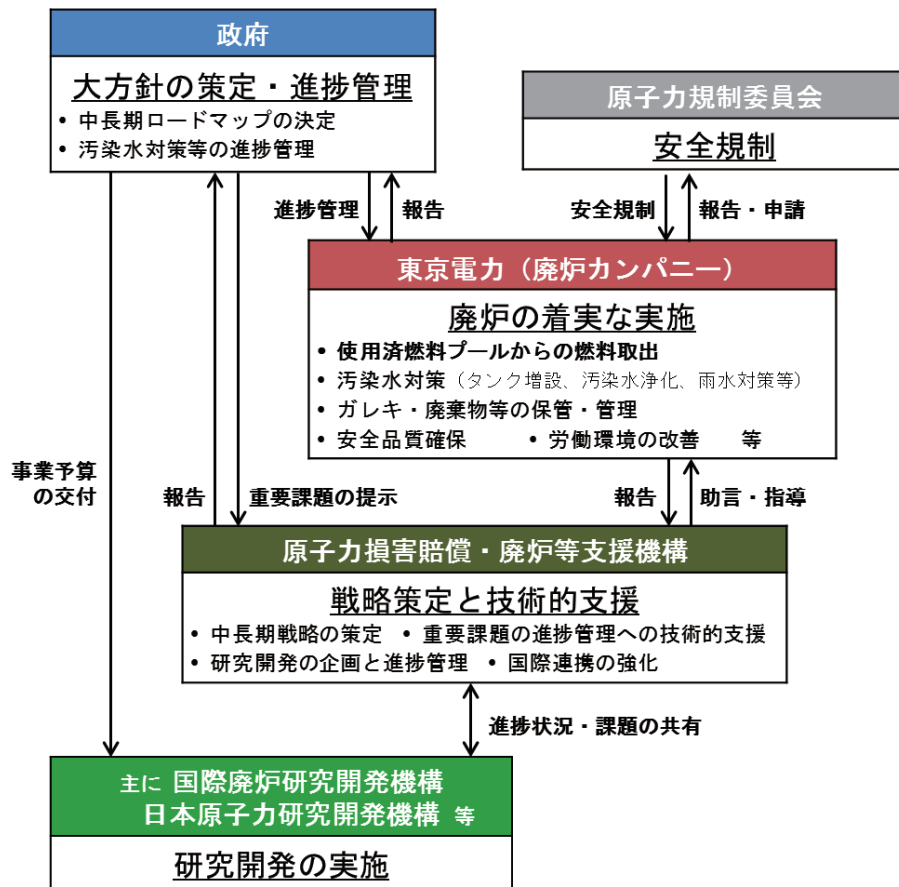 政府
大方針の策定・進捗管理
• 中長期ロードマップの決定
• 汚染水対策等の進捗管理
原子力規制委員会
安全規制
進捗管理
報告
安全規制
報告・申請
東京電力（廃炉カンパニー）
廃炉の着実な実施
• 使用済燃料プールからの燃料取出
• 汚染水対策（タンク増設、汚染水浄化、雨水対策等）
• ガレキ・廃棄物等の保管・管理
• 安全品質確保 • 労働環境の改善 等
事業予算
の交付
報告
重要課題の提示
報告
助言・指導
原子力損害賠償・廃炉等支援機構
戦略策定と技術的支援
• 中長期戦略の策定 • 重要課題の進捗管理への技術的支援
• 研究開発の企画と進捗管理 • 国際連携の強化
進捗状況・課題の共有
主に 国際廃炉研究開発機構
日本原子力研究開発機構 等
研究開発の実施